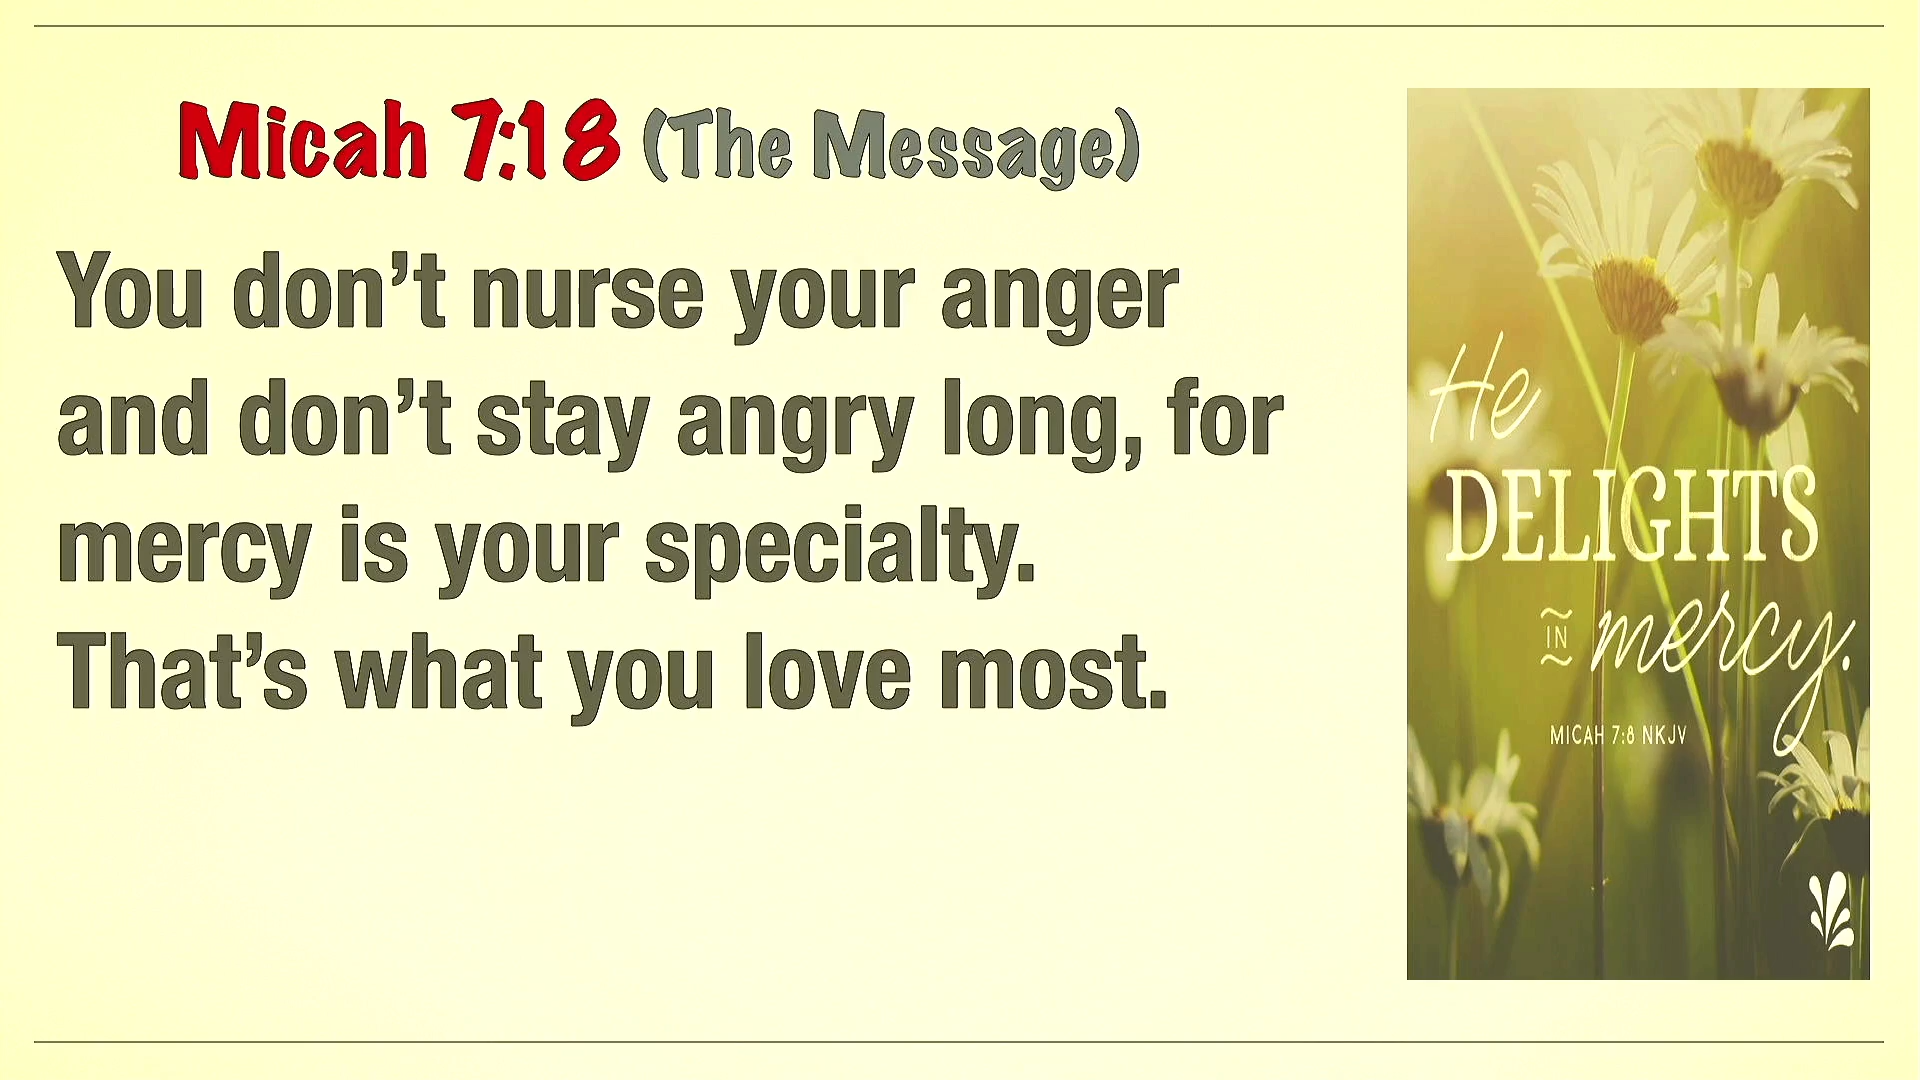 Micah 7:18 (The Message)
You don’t nurse your anger
and don’t stay angry long, for
mercy is your specialty.
That’s what you love most.
He
DELIGHTS
IN mercy.
MICAH 7:8 NKJV